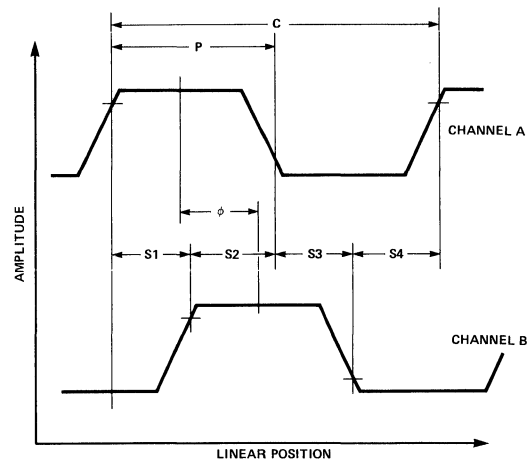 C
P
CHANNEL A
AMPLITUDE
ϕ
S1 S2 S3 S4
CHANNEL B
LINEAR POSITION